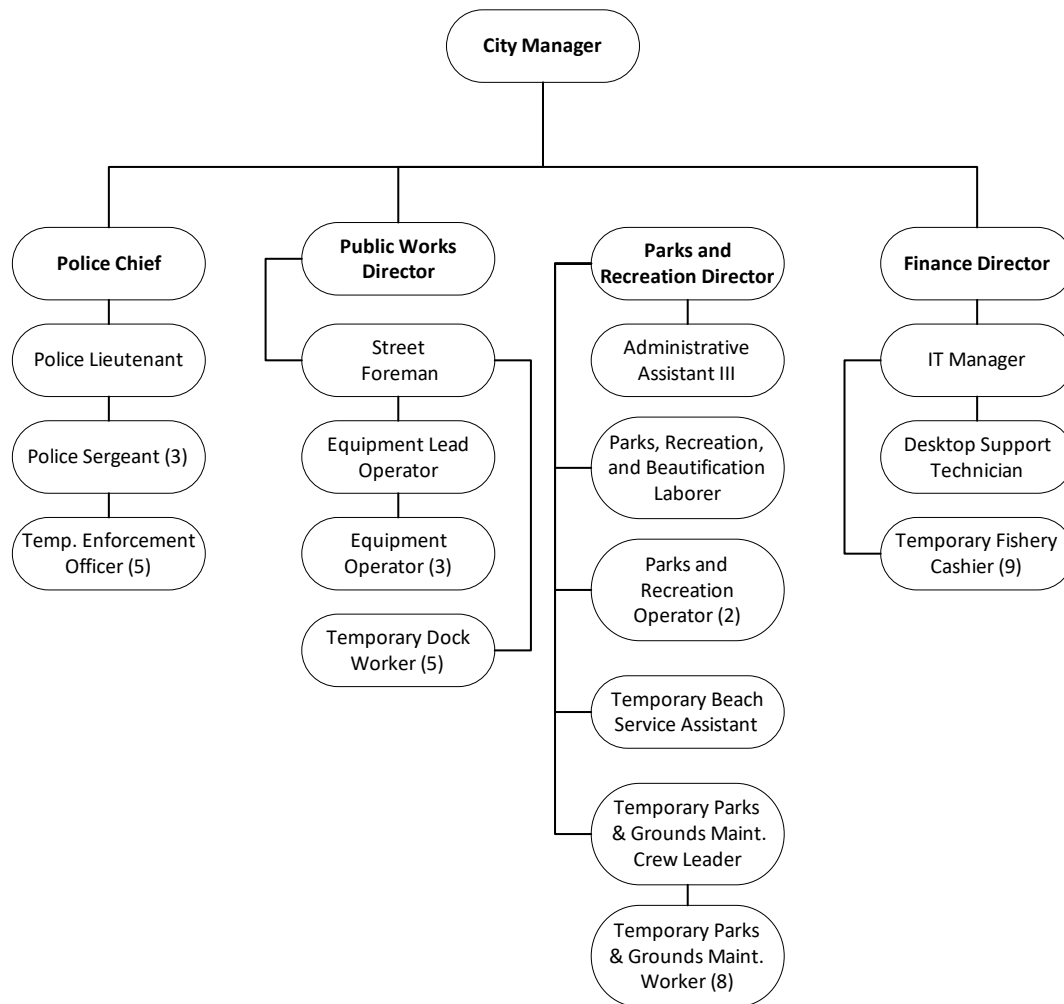 City Manager
Police Chief
Police Lieutenant
Police Sergeant (3)
Temp. Enforcement
Officer (5)
Public Works
Director
Street
Foreman
Equipment Lead
Operator
Equipment
Operator (3)
Temporary Dock
Worker (5)
Parks and
Recreation Director
Administrative
Assistant III
Parks, Recreation,
and Beautification
Laborer
Parks and
Recreation
Operator (2)
Temporary Beach
Service Assistant
Temporary Parks
& Grounds Maint.
Crew Leader
Temporary Parks
& Grounds Maint.
Worker (8)
Finance Director
IT Manager
Desktop Support
Technician
Temporary Fishery
Cashier (9)